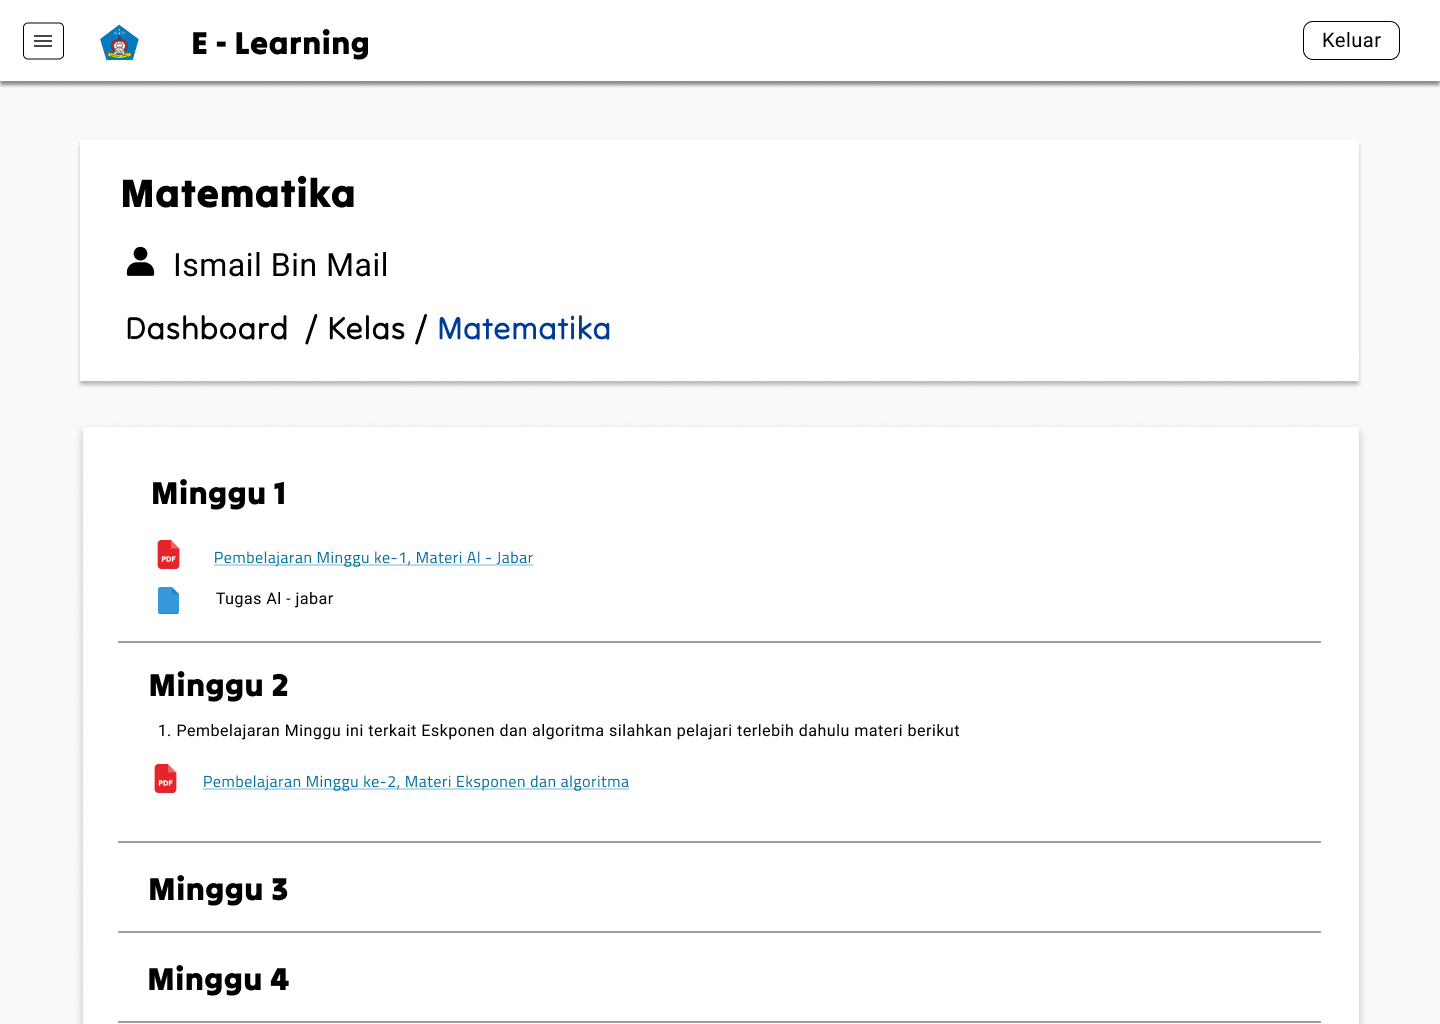 E - Learning
Keluar
Matematika
Ismail Bin Mail
Dashboard / Kelas / Matematika
Minggu 1
PDF
Pembelajaran Minggu ke-1, Materi Al - Jabar
Tugas Al - jabar
Minggu 2
1. Pembelajaran Minggu ini terkait Eskponen dan algoritma silahkan pelajari terlebih dahulu materi berikut
PDF
Pembelajaran Minggu ke-2, Materi Eksponen dan algoritma
Minggu 3
Minggu 4